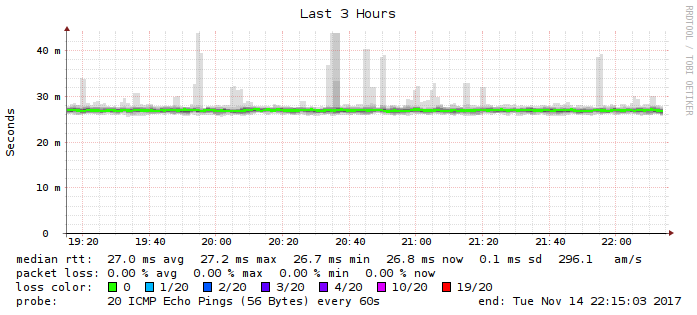 Last 3 Hours
RRDTOOL / TOBI OETIKER
Seconds
40 m
30 m
20 m
10 m
0
19:20 19:40 20:00 20:20 20:40 21:00 21:20 21:40 22:00
median rtt: 27.0 ms avg 27.2 ms max 26.7 ms min 26.8 ms now 0.1 ms sd 296.1 am/s
packet loss: 0.00 % avg 0.00 % max 0.00 % min 0.00 % now
loss color: 0 1/20 2/20 3/20 4/20 10/20 19/20
probe: 20 ICMP Echo Pings (56 Bytes) every 60s end: Tue Nov 14 22:15:03 2017